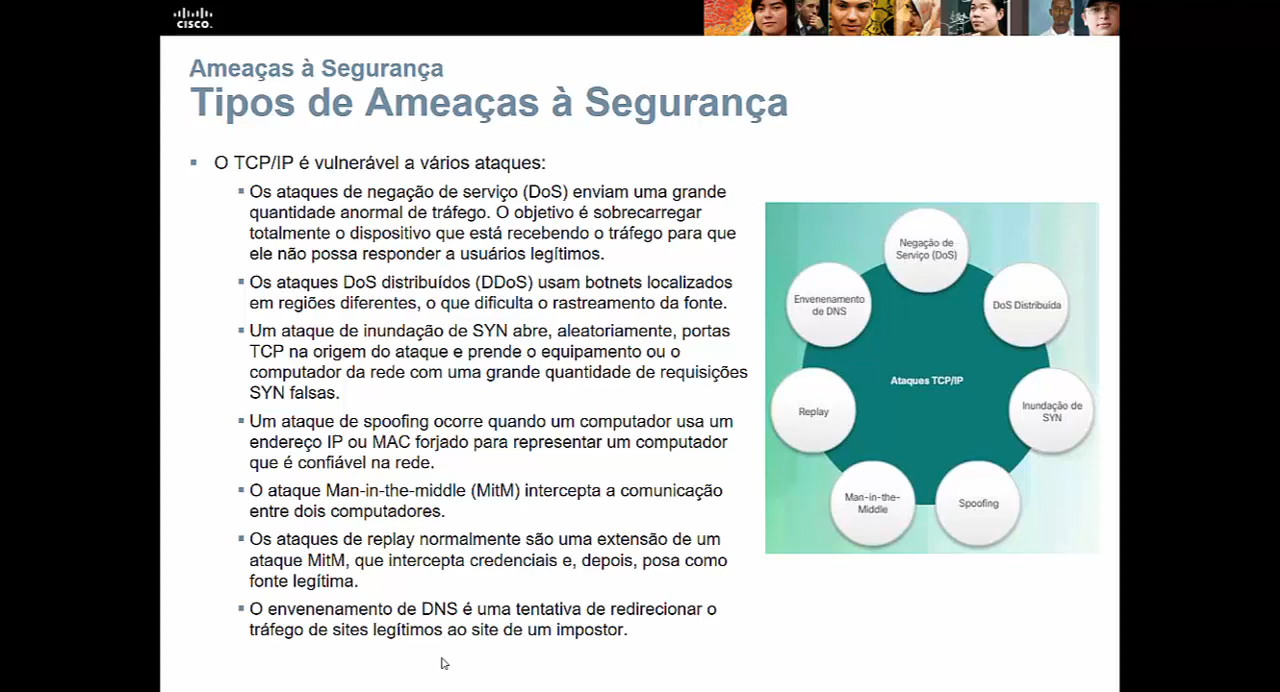 CISCO.
Ameaças à Segurança
Tipos de Ameaças à Segurança
▪ O TCP/IP é vulnerável a vários ataques:
▪ Os ataques de negação de serviço (DoS) enviam uma grande
quantidade anormal de tráfego. O objetivo é sobrecarregar
totalmente o dispositivo que está recebendo o tráfego para que
ele não possa responder a usuários legítimos.
▪ Os ataques DoS distribuídos (DDoS) usam botnets localizados
em regiões diferentes, o que dificulta o rastreamento da fonte.
▪ Um ataque de inundação de SYN abre, aleatoriamente, portas
TCP na origem do ataque e prende o equipamento ou o
computador da rede com uma grande quantidade de requisições
SYN falsas.
▪ Um ataque de spoofing ocorre quando um computador usa um
endereço IP ou MAC forjado para representar um computador
que é confiável na rede.
▪ O ataque Man-in-the-middle (MitM) intercepta a comunicação
entre dois computadores.
▪ Os ataques de replay normalmente são uma extensão de um
ataque MitM, que intercepta credenciais e, depois, posa como
fonte legítima.
▪ O envenenamento de DNS é uma tentativa de redirecionar o
tráfego de sites legítimos ao site de um impostor.
Negação de
Serviço (DoS)
DoS Distribuída
Inundação de
SYN
Spoofing
Man-in-the-
Middle
Replay
Envenenamento
de DNS
Ataques TCP/IP